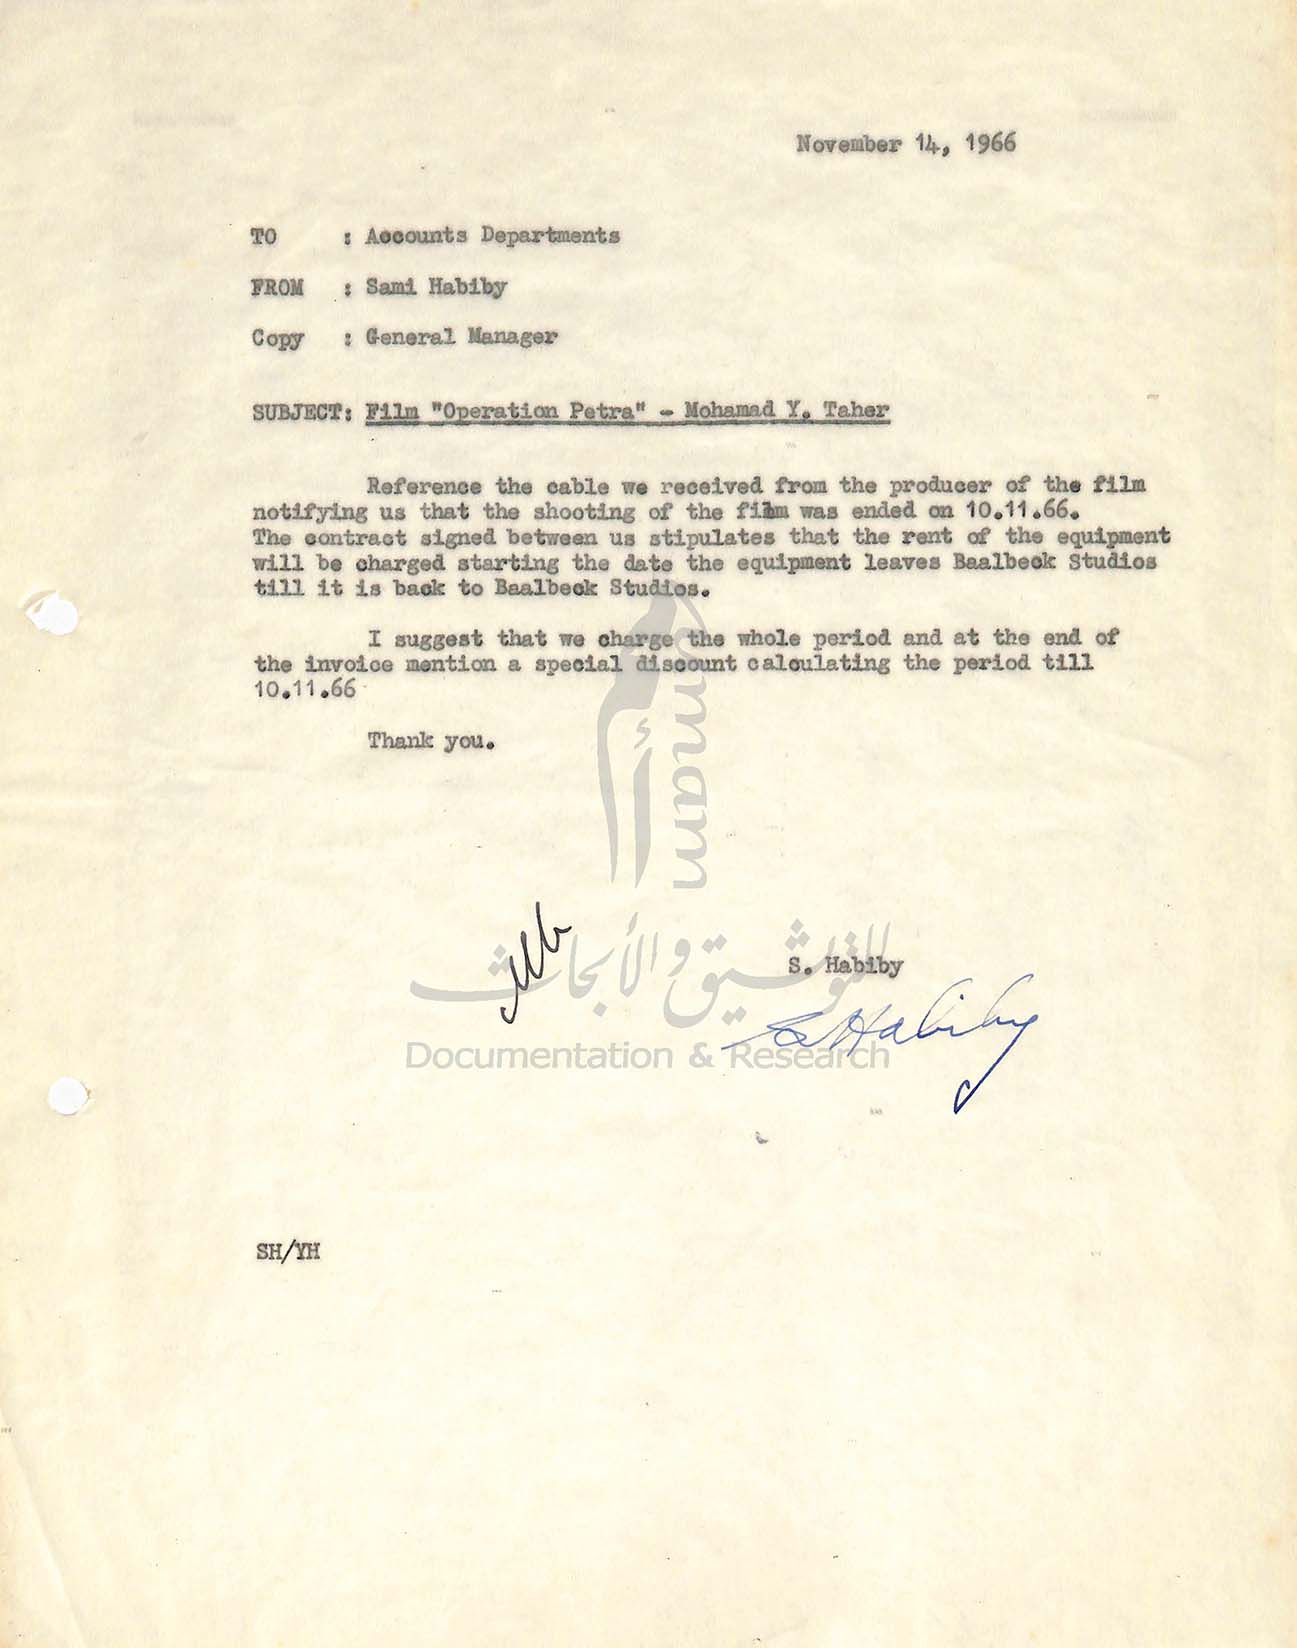 November 14, 1966
TO : Accounts Departments
FROM : Sami Habiby
Copy : General Manager
SUBJECT: Film "Operation Petra" - Mohamad Y. Taher
Reference the cable we received from the producer of the film
notifying us that the shooting of the film was ended on 10.11.66.
The contract signed between us stipulates that the rent of the equipment
will be charged starting the date the equipment leaves Baalbeck Studios
till it is back to Baalbeck Studios.
I suggest that we charge the whole period and at the end of
the invoice mention a special discount calculating the period till
10.11.66
Thank you.
أمم
umam
للتوثيق والأبحاث
Documentation & Research
S. Habiby
S Habiby
SH/YH